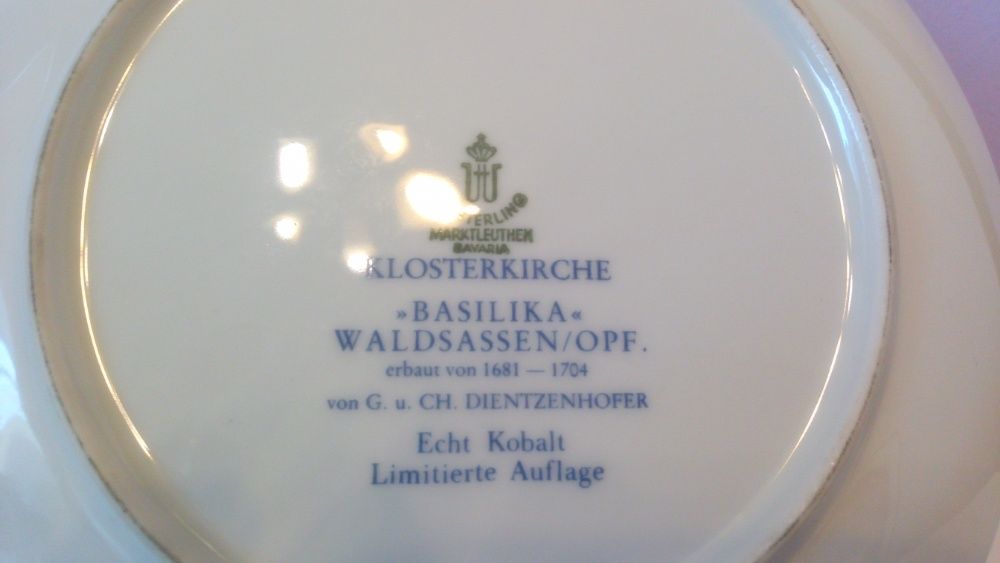 MARKTLEUTHEN
BAVARIA
KLOSTERKIRCHE
»BASILIKA«
WALDSASSEN/OPF.
erbaut von 1681 — 1704
von G. u. CH. DIENTZENHOFER
Echt Kobalt
Limitierte Auflage